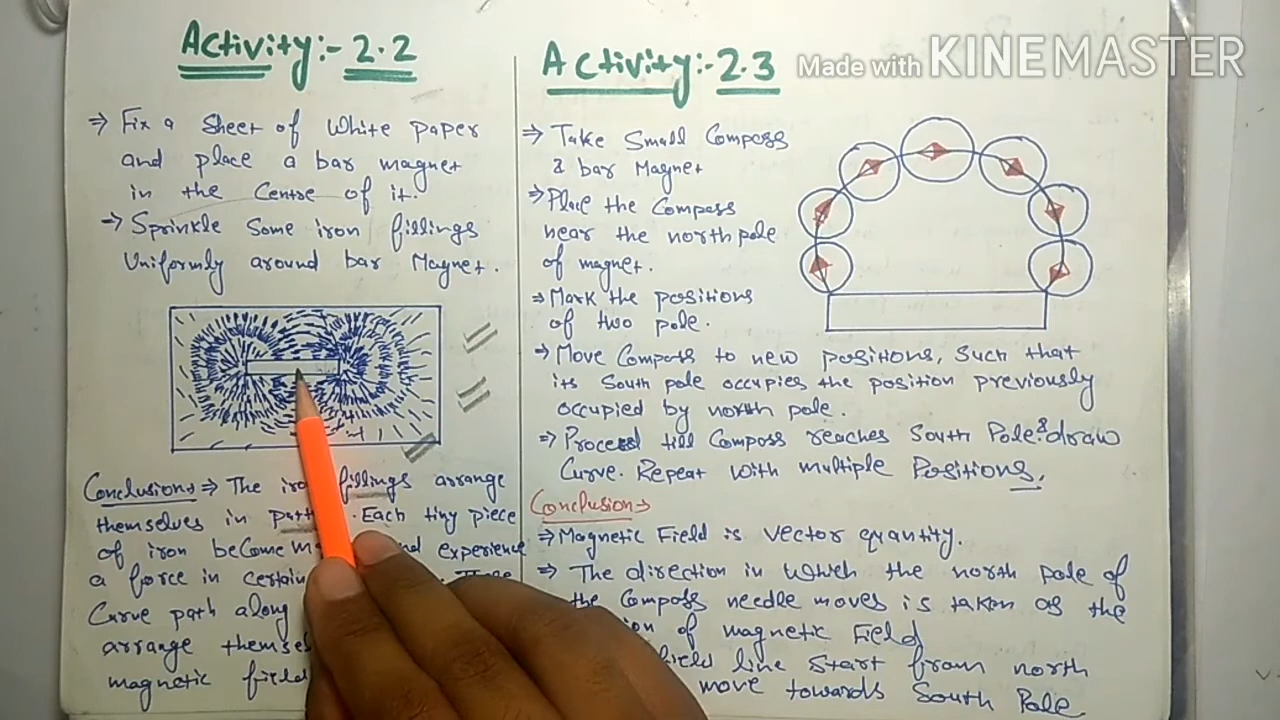 Activity:- 2.2
⇒ Fix a Sheet of White paper
and place a bar magnet
in the Centre of it.
→ Sprinkle Some iron fillings
Uniformly around bar Magnet.
Conclusion → ⇒ The fillings arrange
themselves in Each tiny piece
of iron become experience
a force in certain
Curve path along
arrange
magnetic field
Activity:- 2.3
⇒ Take Small Compass
& bar Magnet
⇒ Place the Compass
near the north pole
of magnet.
→ Mark the positions
of two pole.
→ Move Compass to new positions, Such that
its South pole occupies the position previously
occupied by north pole.
⇒ Proceed till Compass reaches South Pole & draw
Curve. Repeat with multiple Positions.
Conclusion →
⇒ Magnetic Field is vector quantity.
⇒ The direction in which the north pole of
the Compass needle moves is taken as the
of magnetic Field
field line Start from north
move towards South Pole
Made with KINEMASTER